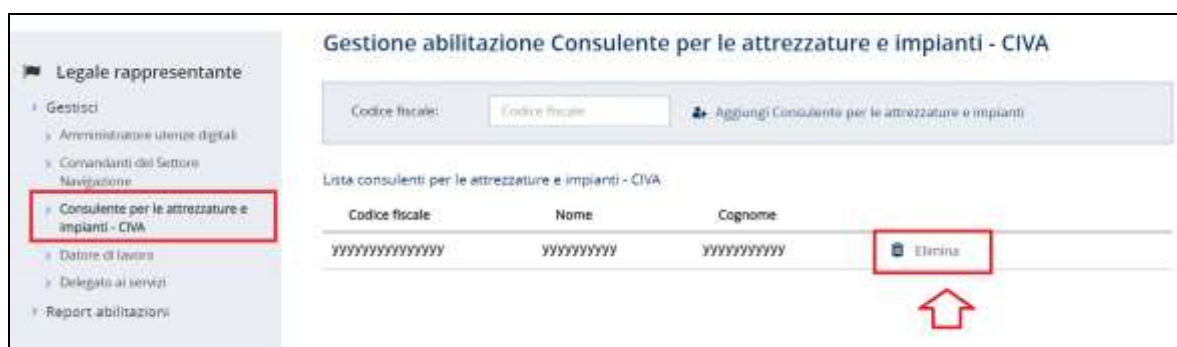 Legale rappresentante
Gestisci
Amministratore utenze digitali
Comandanti del Settore
Navigazione
Consulente per le attrezzature e
impianti - CIVA
Datore di lavoro
Delegato ai servizi
Report abilitazioni
Gestione abilitazione Consulente per le attrezzature e impianti - CIVA
Codice fiscale:
Codice fiscale
Aggiungi Consulente per le attrezzature e impianti
Lista consulenti per le attrezzature e impianti - CIVA
Codice fiscale Nome Cognome
yyyyyyyyyyyyyyy yyyyyyyyyy yyyyyyyyyyy Elimina